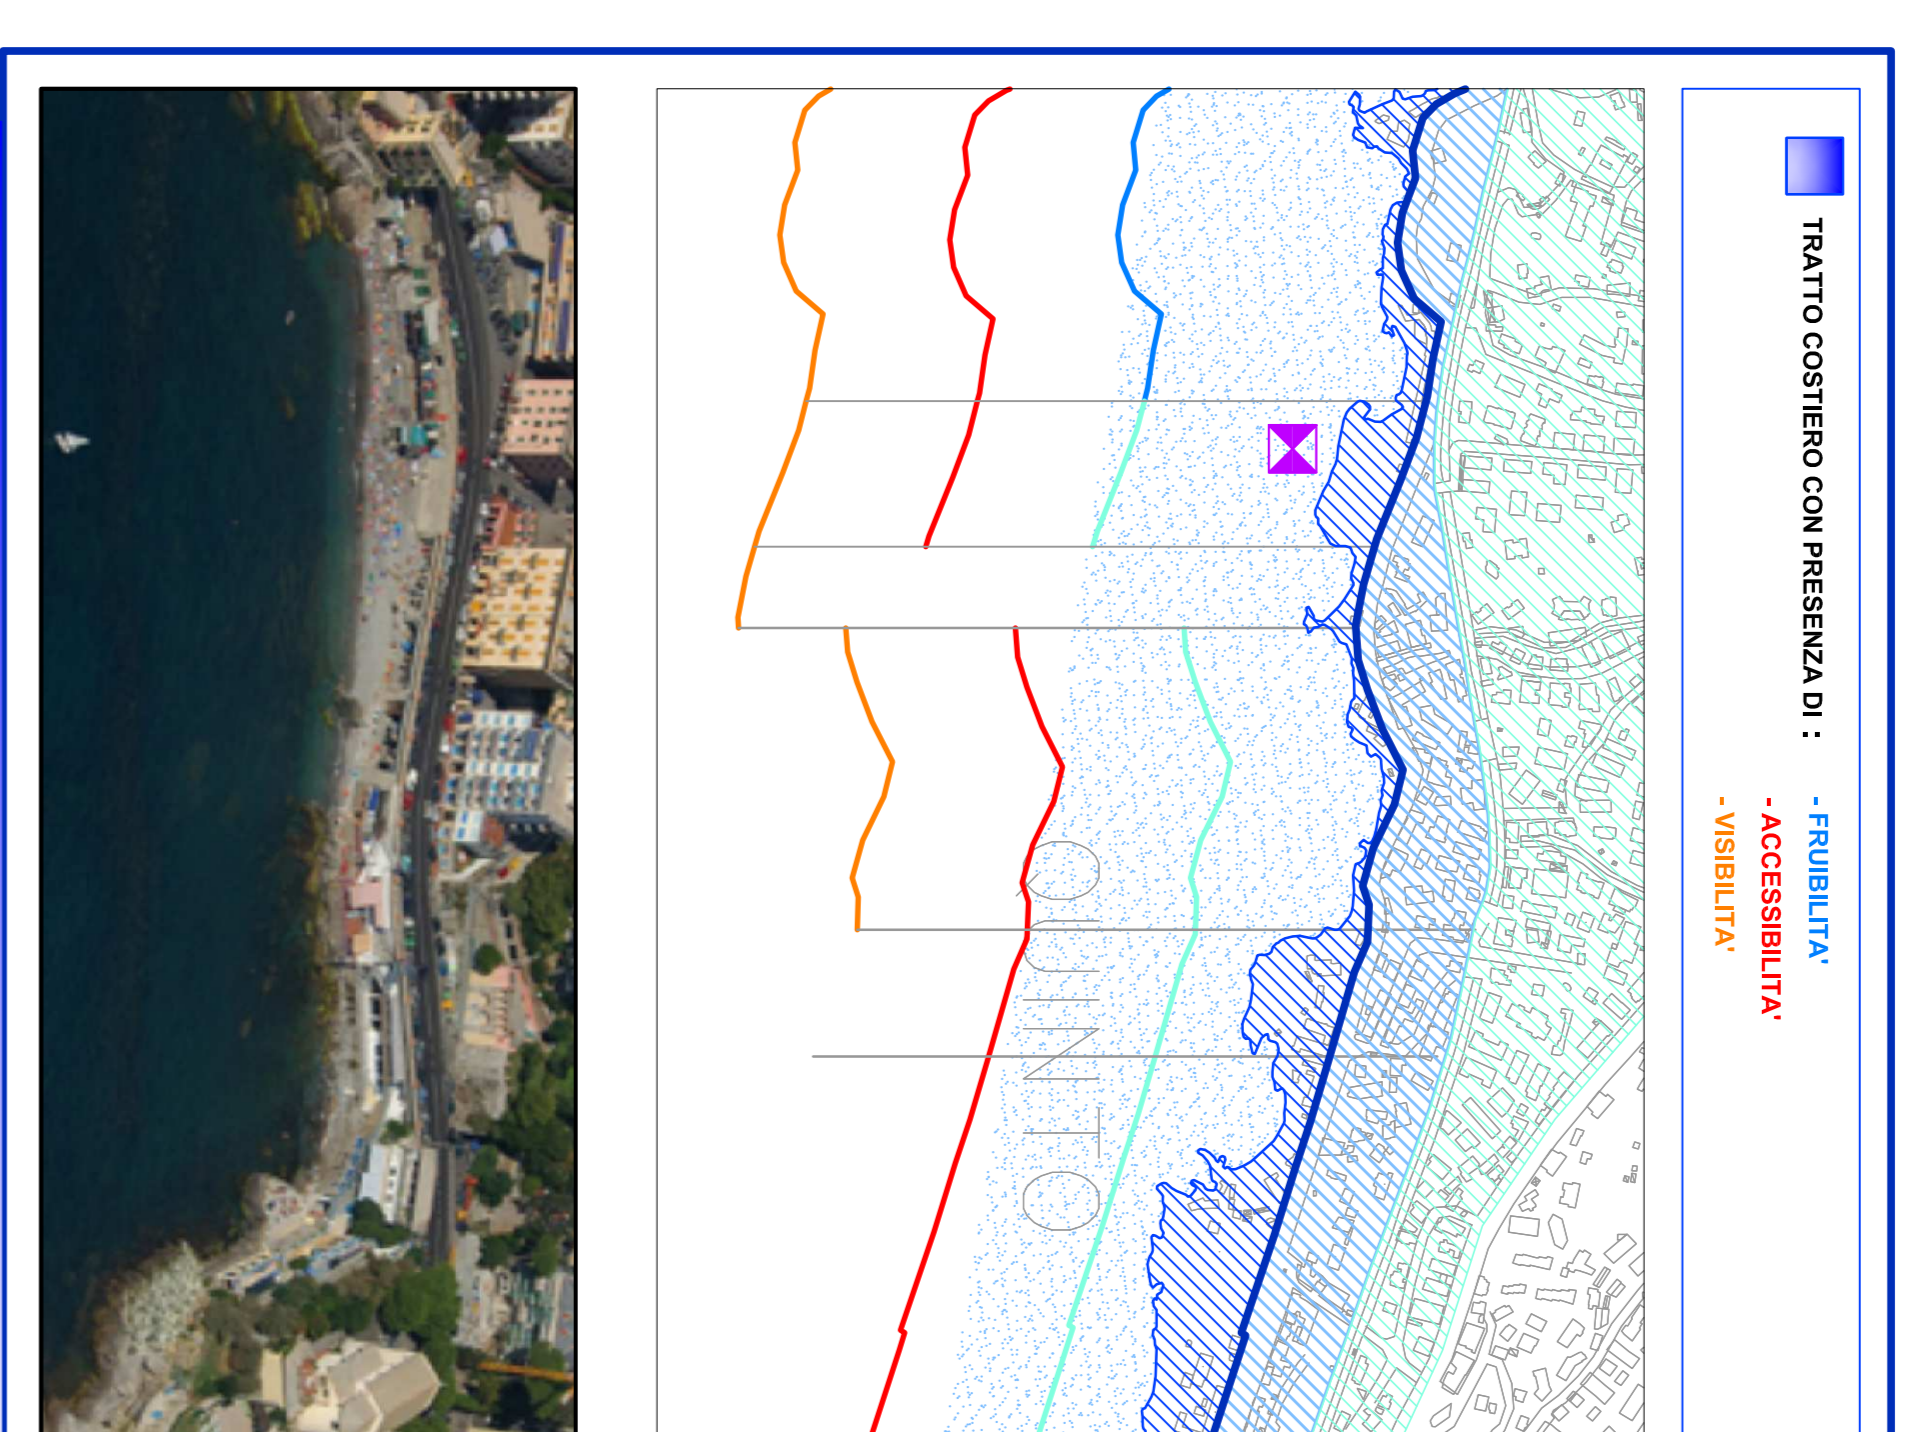 TRATTO COSTIERO CON PRESENZA DI :
- FRUIBILITA'
- ACCESSIBILITA'
- VISIBILITA'
QUINTO